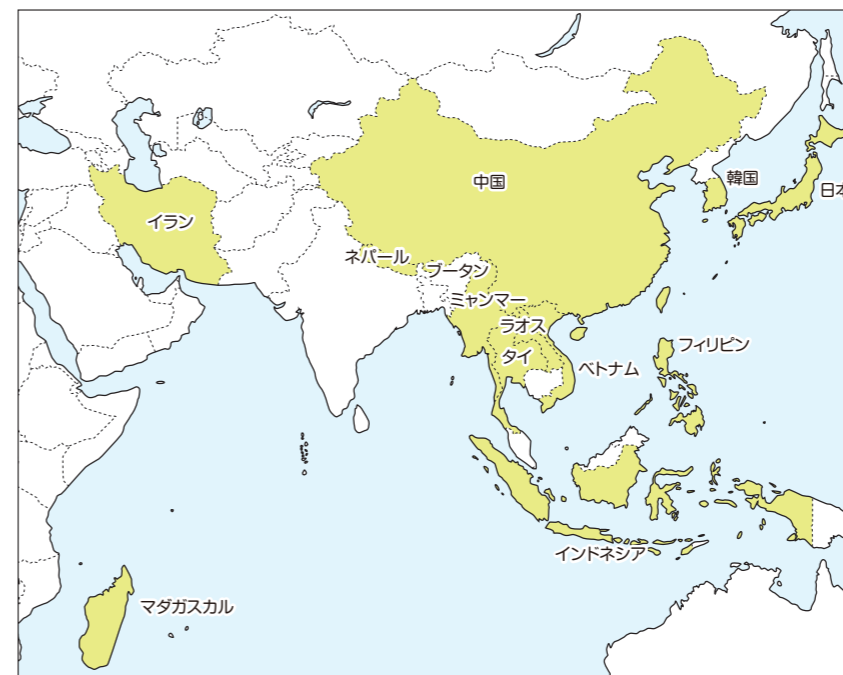 中国
韓国
日本
イラン
ネパール
ブータン
ミャンマー
ラオス
タイ
ベトナム
フィリピン
インドネシア
マダガスカル